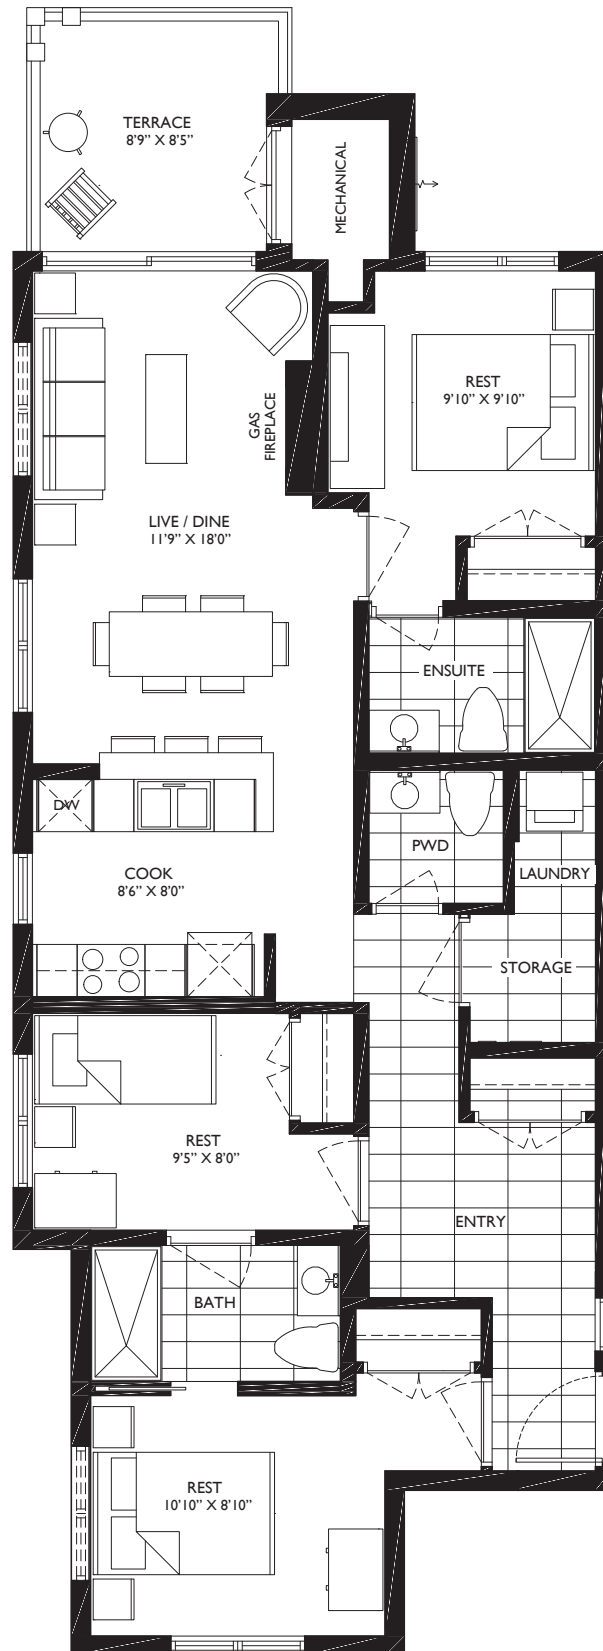 TERRACE
8'9” X 8'5”
MECHANICAL
REST
9'10” X 9'10”
GAS
FIREPLACE
LIVE / DINE
11'9” X 18'0”
ENSUITE
DW
PWD
COOK
8'6” X 8'0”
LAUNDRY
STORAGE
REST
9'5” X 8'0”
ENTRY
BATH
REST
10'10” X 8'10”